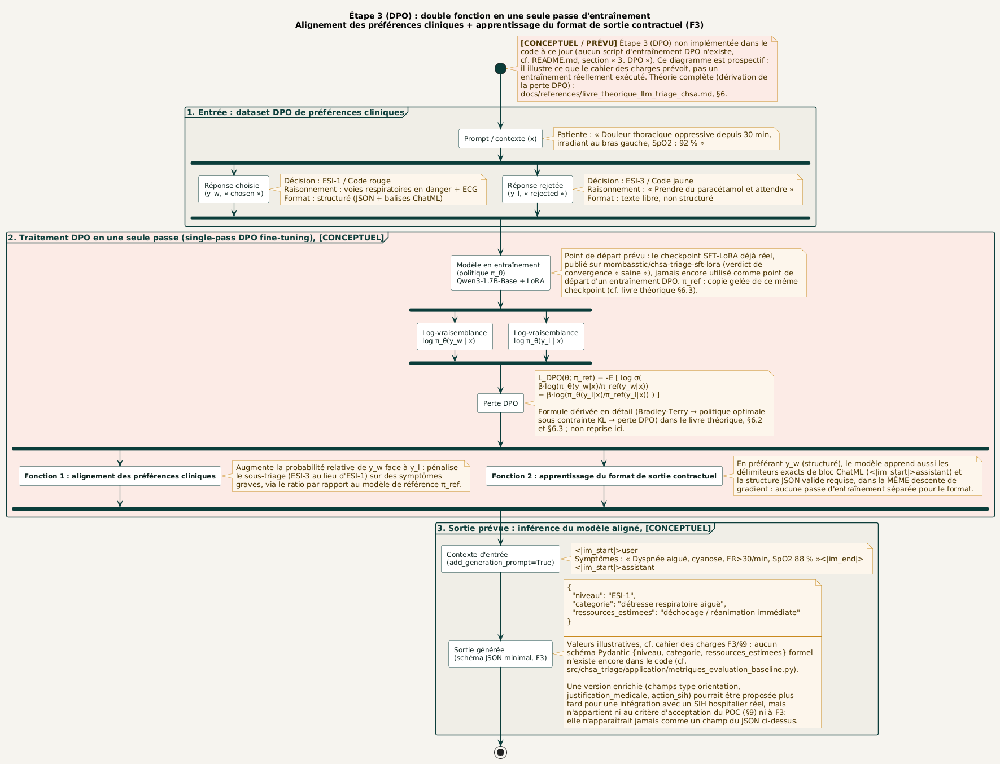 Étape 3 (DPO) : double fonction en une seule passe d'entraînement
Alignement des préférences cliniques + apprentissage du format de sortie contractuel (F3)
[CONCEPTUEL / PRÉVU] Étape 3 (DPO) non implémentée dans le
code à ce jour (aucun script d'entraînement DPO n'existe,
cf. README.md, section « 3. DPO »). Ce diagramme est prospectif :
il illustre ce que le cahier des charges prévoit, pas un
entraînement réellement exécuté. Théorie complète (dérivation de
la perte DPO) :
docs/references/livre_theorique_llm_triage_chsa.md, §6.
1. Entrée : dataset DPO de préférences cliniques
Prompt / contexte (x)
Patiente : « Douleur thoracique oppressive depuis 30 min,
irradiant au bras gauche, SpO2 : 92 % »
Réponse choisie
(y_w, « chosen »)
Décision : ESI-1 / Code rouge
Raisonnement : voies respiratoires en danger + ECG
Format : structuré (JSON + balises ChatML)
Réponse rejetée
(y_l, « rejected »)
Décision : ESI-3 / Code jaune
Raisonnement : « Prendre du paracétamol et attendre »
Format : texte libre, non structuré
2. Traitement DPO en une seule passe (single-pass DPO fine-tuning), [CONCEPTUEL]
Modèle en entraînement
(politique π_θ)
Qwen3-1.7B-Base + LoRA
Point de départ prévu : le checkpoint SFT-LoRA déjà réel,
publié sur mombasstic/chsa-triage-sft-lora (verdict de
convergence « saine »), jamais encore utilisé comme point de
départ d'un entraînement DPO. π_ref : copie gelée de ce même
checkpoint (cf. livre théorique §6.3).
Log-vraisemblance
log π_θ(y_w | x)
Log-vraisemblance
log π_θ(y_l | x)
Perte DPO
L_DPO(θ; π_ref) = -E [ log σ(
β·log(π_θ(y_w|x)/π_ref(y_w|x))
− β·log(π_θ(y_l|x)/π_ref(y_l|x)) ) ]
Formule dérivée en détail (Bradley-Terry → politique optimale
sous contrainte KL → perte DPO) dans le livre théorique, §6.2
et §6.3 ; non reprise ici.
Fonction 1 : alignement des préférences cliniques
Augmente la probabilité relative de y_w face à y_l : pénalise
le sous-triage (ESI-3 au lieu d'ESI-1) sur des symptômes
graves, via le ratio par rapport au modèle de référence π_ref.
Fonction 2 : apprentissage du format de sortie contractuel
En préférant y_w (structuré), le modèle apprend aussi les
délimiteurs exacts de bloc ChatML (<|im_start|>assistant) et
la structure JSON valide requise, dans la MÊME descente de
gradient : aucune passe d'entraînement séparée pour le format.
3. Sortie prévue : inférence du modèle aligné, [CONCEPTUEL]
Contexte d'entrée
(add_generation_prompt=True)
<|im_start|>user
Symptômes : « Dyspnée aiguë, cyanose, FR>30/min, SpO2 88 % »<|im_end|>
<|im_start|>assistant
Sortie générée
(schéma JSON minimal, F3)
{
"niveau": "ESI-1",
"categorie": "détresse respiratoire aiguë",
"ressources_estimees": "déchocage / réanimation immédiate"
}
Valeurs illustratives, cf. cahier des charges F3/§9 : aucun
schéma Pydantic {niveau, categorie, ressources_estimees} formel
n'existe encore dans le code (cf.
src/chsa_triage/application/metriques_evaluation_baseline.py).
Une version enrichie (champs type orientation,
justification_medicale, action_sih) pourrait être proposée plus
tard pour une intégration avec un SIH hospitalier réel, mais
n'appartient ni au critère d'acceptation du POC (§9) ni à F3:
elle n'apparaîtrait jamais comme un champ du JSON ci-dessus.